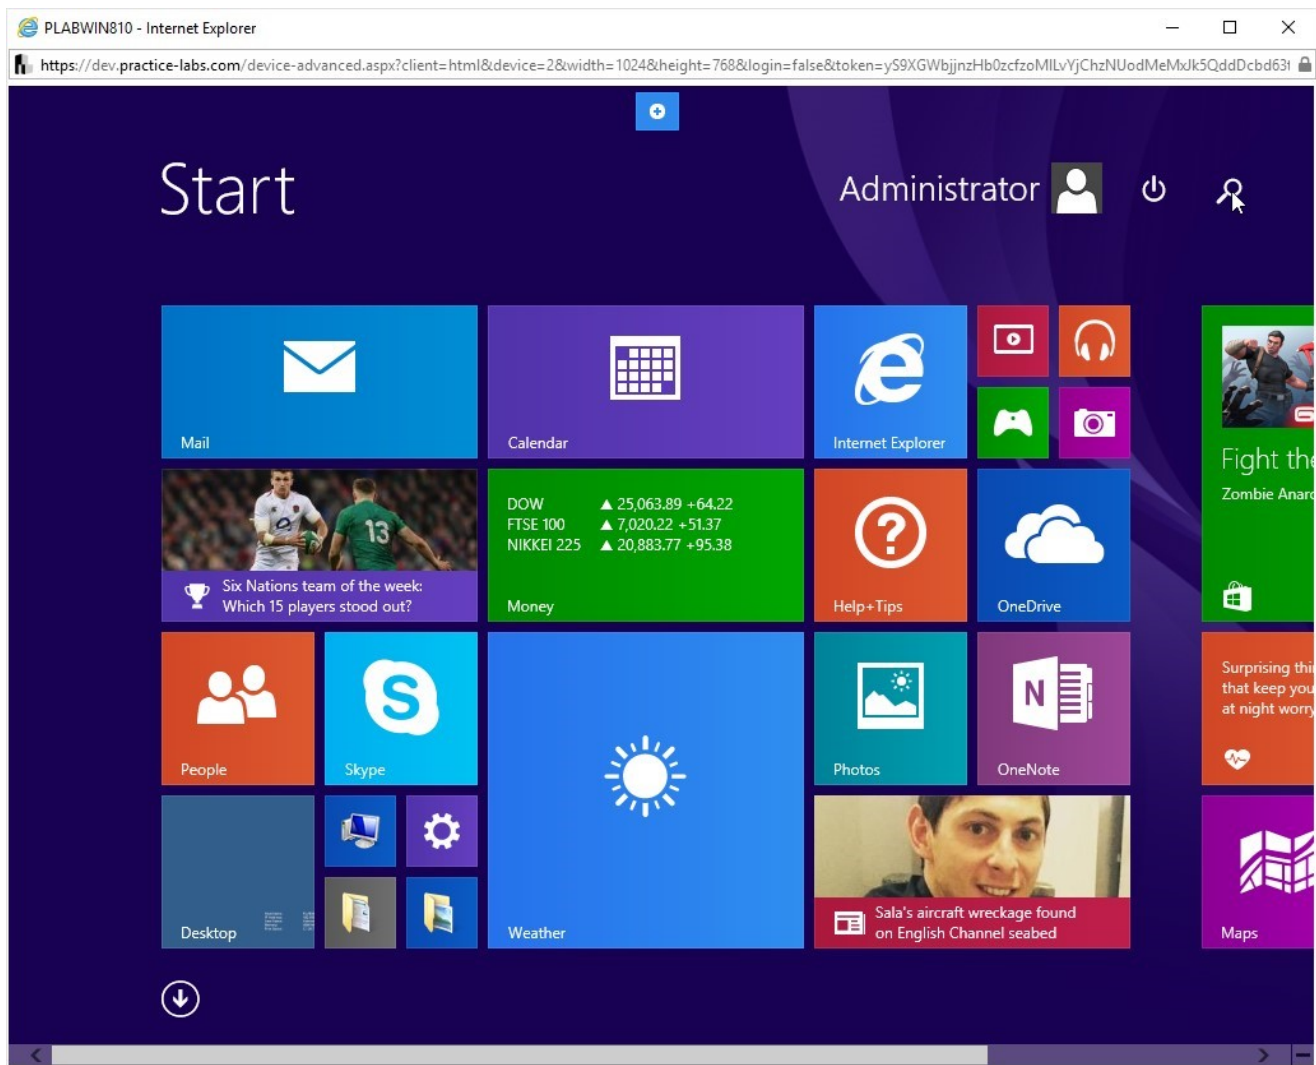 PLABWIN810 - Internet Explorer
https://dev.practice-labs.com/device-advanced.aspx?client=html&device=2&width=1024&height=768&login=false&token=yS9XGWbjjnzHb0zcfzoMILvYjChzNUodMeMxJk5QddDcbd63t
Start
Administrator
Mail
Calendar
Internet Explorer
Fight the
Zombie Anarc
13
Six Nations team of the week:
Which 15 players stood out?
DOW ▲ 25,063.89 +64.22
FTSE 100 ▲ 7,020.22 +51.37
NIKKEI 225 ▲ 20,883.77 +95.38
Money
Help+Tips
OneDrive
People
S
Skype
Weather
Photos
N
OneNote
Surprising thi
that keep you
at night worry
Desktop
Sala's aircraft wreckage found
on English Channel seabed
Maps